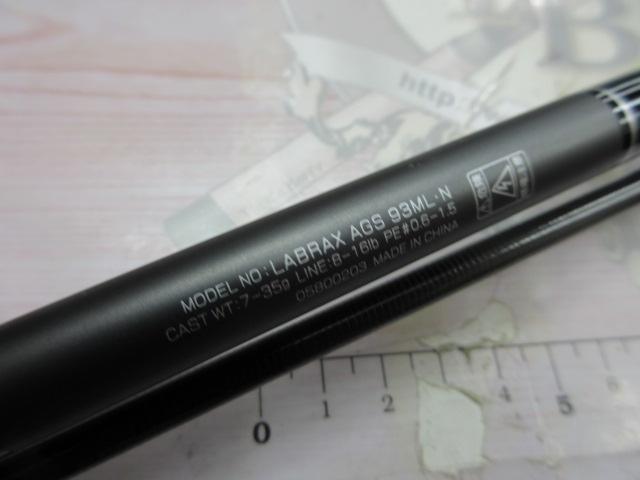 MODEL NO: LABRAX AGS 93ML·N
CAST WT: 7-35g LINE: 8-16lb PE#0.6-1.5
05800203 MADE IN CHINA
http
B
0 1 2 4 5 6